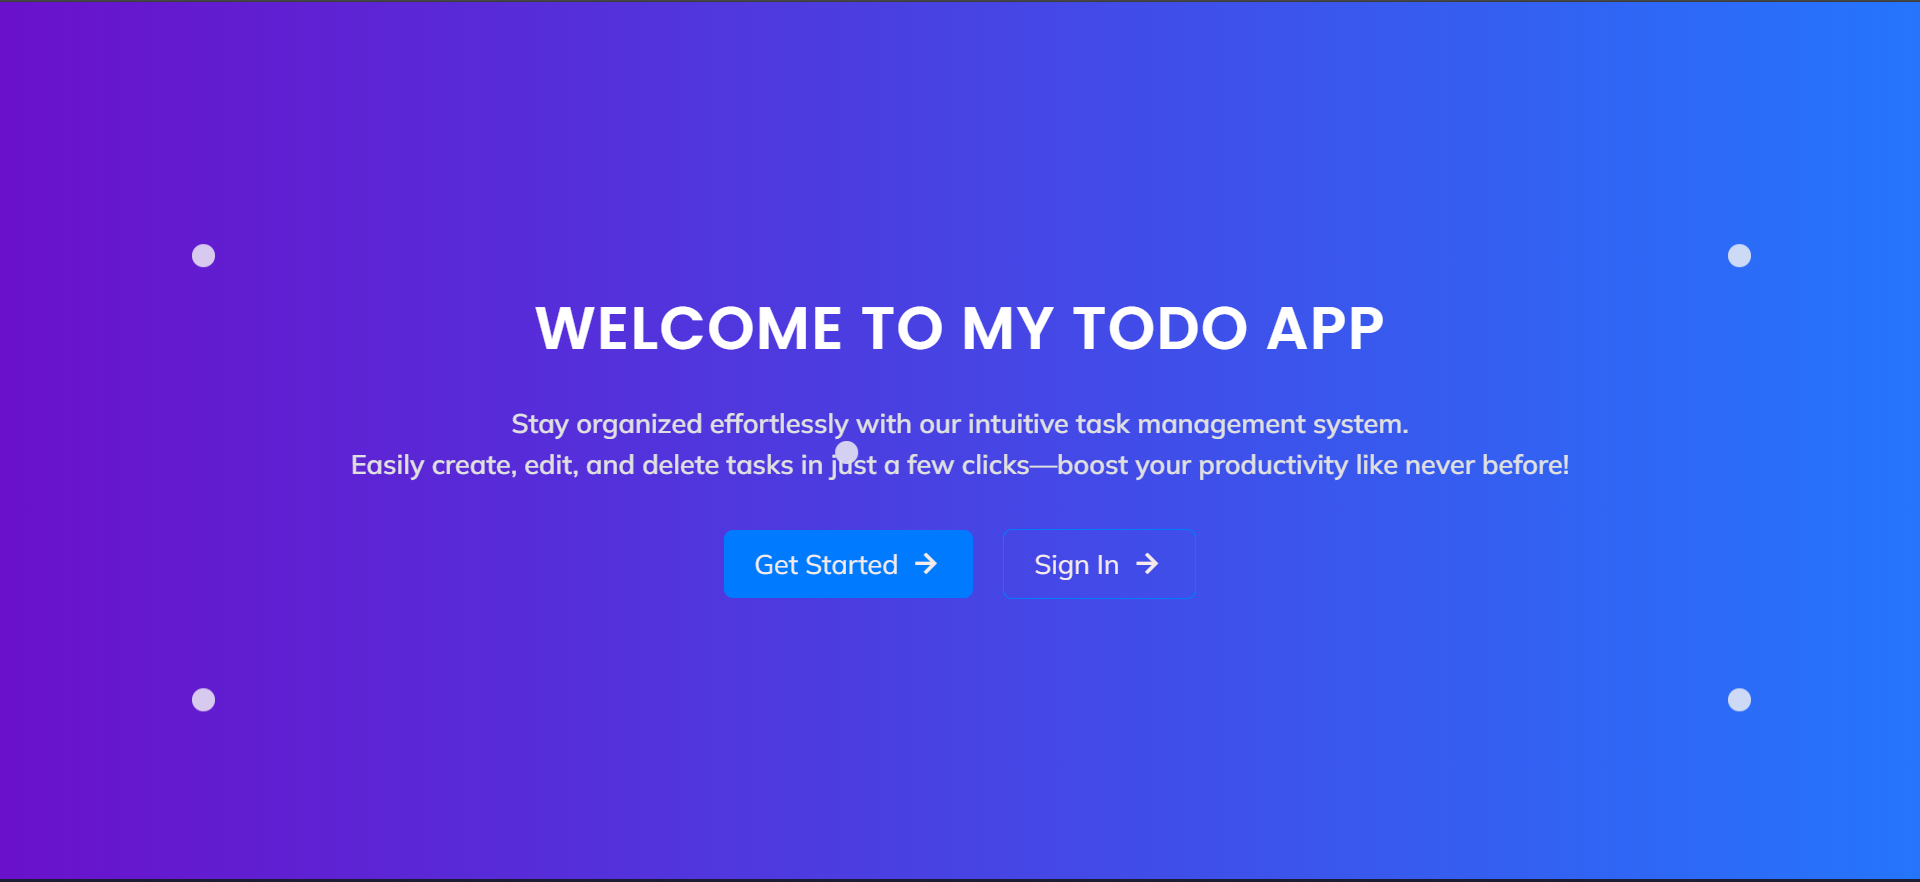 WELCOME TO MY TODO APP
Stay organized effortlessly with our intuitive task management system.
Easily create, edit, and delete tasks in just a few clicks—boost your productivity like never before!
Get Started
Sign In